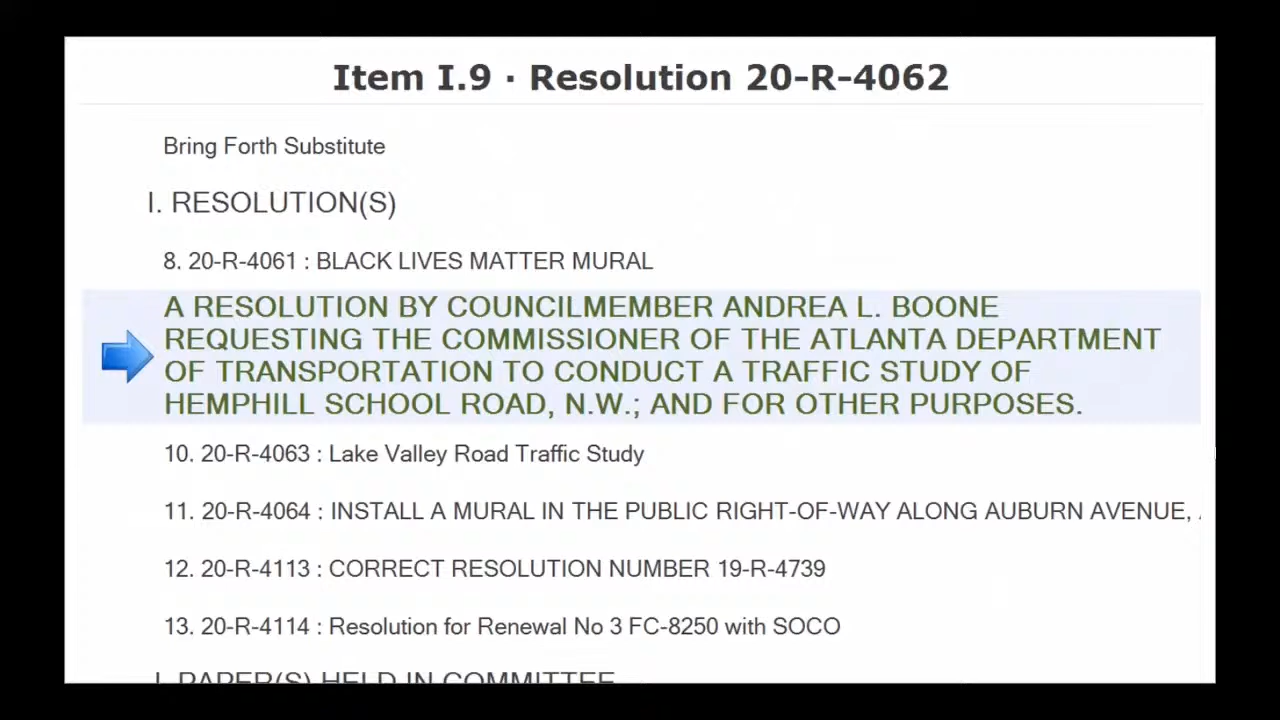 Item I.9 · Resolution 20-R-4062
Bring Forth Substitute
I. RESOLUTION(S)
8. 20-R-4061 : BLACK LIVES MATTER MURAL
A RESOLUTION BY COUNCILMEMBER ANDREA L. BOONE
REQUESTING THE COMMISSIONER OF THE ATLANTA DEPARTMENT
OF TRANSPORTATION TO CONDUCT A TRAFFIC STUDY OF
HEMPHILL SCHOOL ROAD, N.W.; AND FOR OTHER PURPOSES.
10. 20-R-4063 : Lake Valley Road Traffic Study
11. 20-R-4064 : INSTALL A MURAL IN THE PUBLIC RIGHT-OF-WAY ALONG AUBURN AVENUE,
12. 20-R-4113 : CORRECT RESOLUTION NUMBER 19-R-4739
13. 20-R-4114 : Resolution for Renewal No 3 FC-8250 with SOCO
J. PAPER(S) HELD IN COMMITTEE